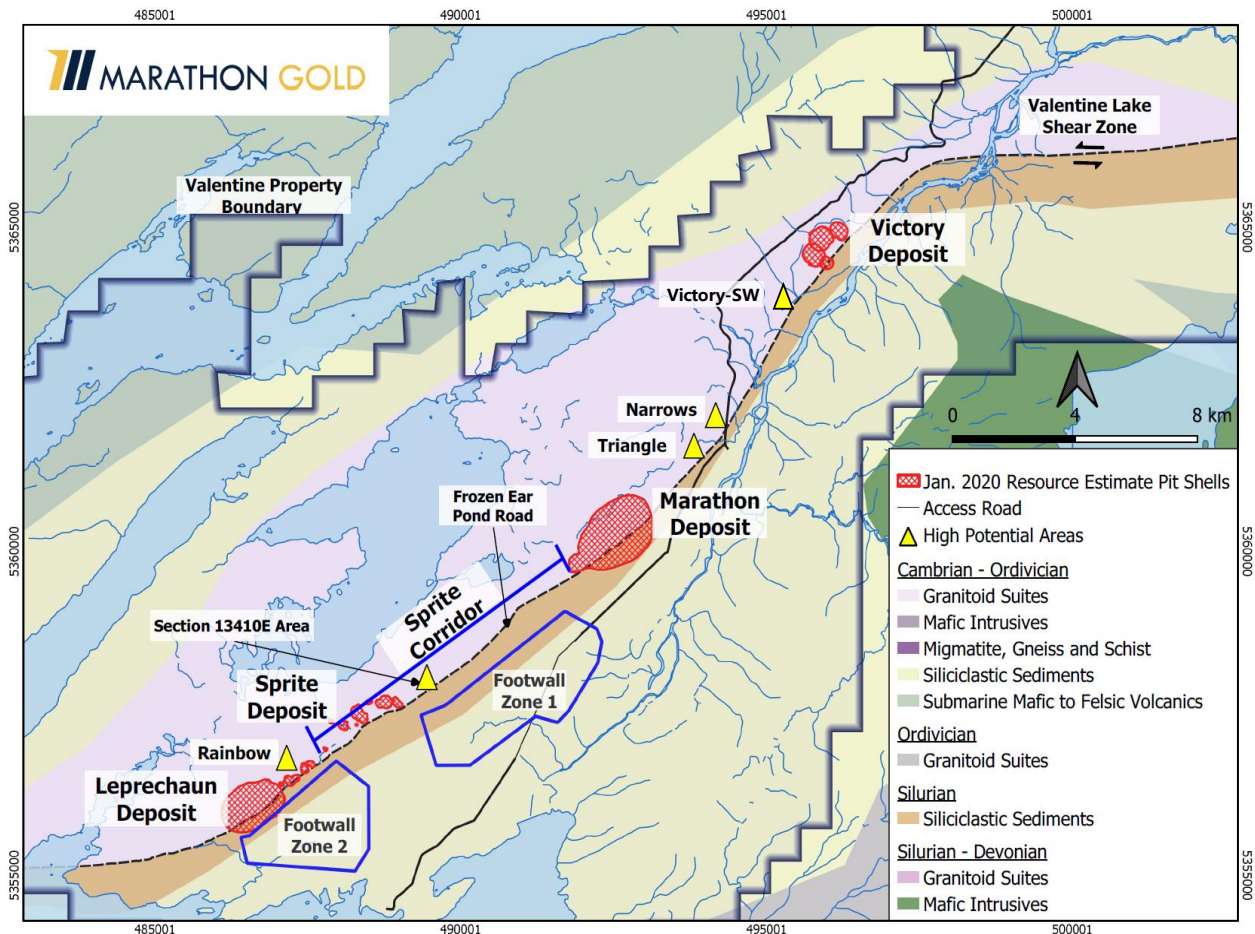 485001
490001
495001
500001
MARATHON GOLD
Valentine Lake
Shear Zone
Valentine Property
Boundary
5365000
5365000
Victory
Deposit
Victory-SW
0 4 8 km
Narrows
Triangle
Frozen Ear
Pond Road
Marathon
Deposit
5360000
5360000
Sprite
Corridor
Section 13410E Area
Sprite
Deposit
Footwall
Zone 1
Rainbow
Leprechaun
Deposit
Footwall
Zone 2
5355000
5355000
Jan. 2020 Resource Estimate Pit Shells
Access Road
High Potential Areas
Cambrian - Ordivician
Granitoid Suites
Mafic Intrusives
Migmatite, Gneiss and Schist
Siliciclastic Sediments
Submarine Mafic to Felsic Volcanics
Ordivician
Granitoid Suites
Silurian
Siliciclastic Sediments
Silurian - Devonian
Granitoid Suites
Mafic Intrusives
485001
490001
495001
500001